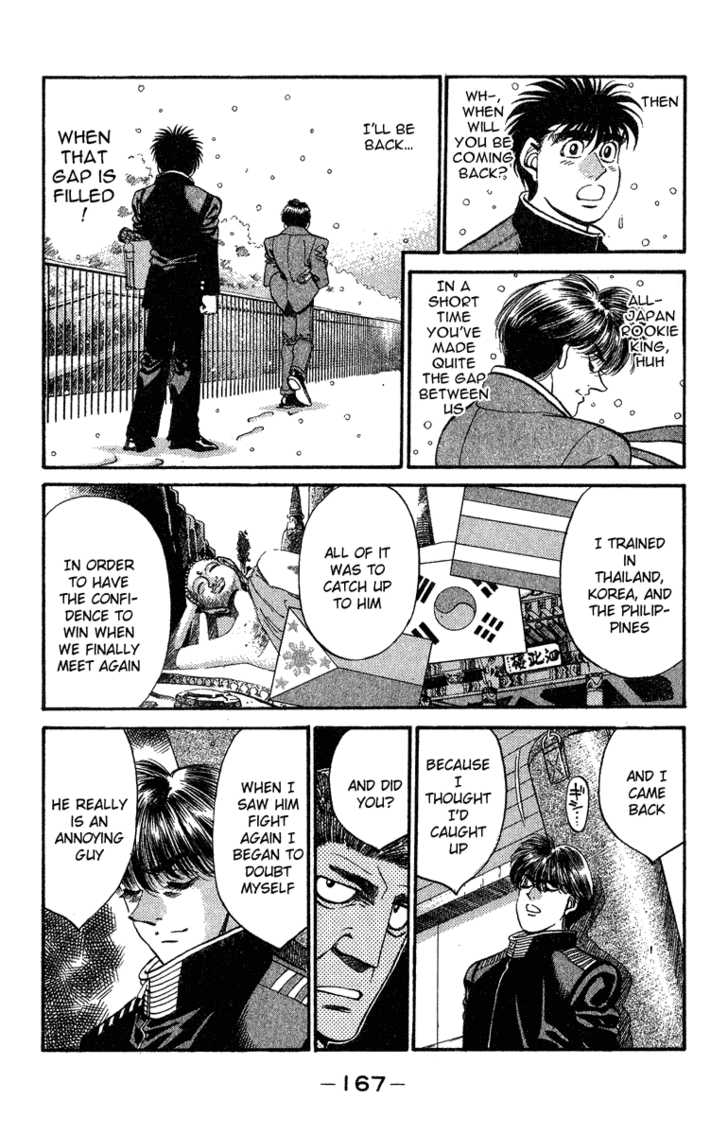 THEN
WH-,
WHEN
WILL
YOU BE
COMING
BACK?
ALL-
JAPAN
ROOKIE
KING,
HUH
IN A
SHORT
TIME
YOU'VE
MADE
QUITE
THE GAP
BETWEEN
US
I'LL BE
BACK...
WHEN
THAT
GAP IS
FILLED
!
I TRAINED
IN
THAILAND,
KOREA, AND
THE PHILIP-
PINES
ALL OF IT
WAS TO
CATCH UP
TO HIM
IN ORDER
TO HAVE
THE CONFI-
DENCE TO
WIN WHEN
WE FINALLY
MEET AGAIN
AND I
CAME
BACK
ギシ…
BECAUSE
I
THOUGHT
I'D
CAUGHT
UP
AND DID
YOU?
WHEN I
SAW HIM
FIGHT
AGAIN I
BEGAN TO
DOUBT
MYSELF
HE REALLY
IS AN
ANNOYING
GUY
-167-